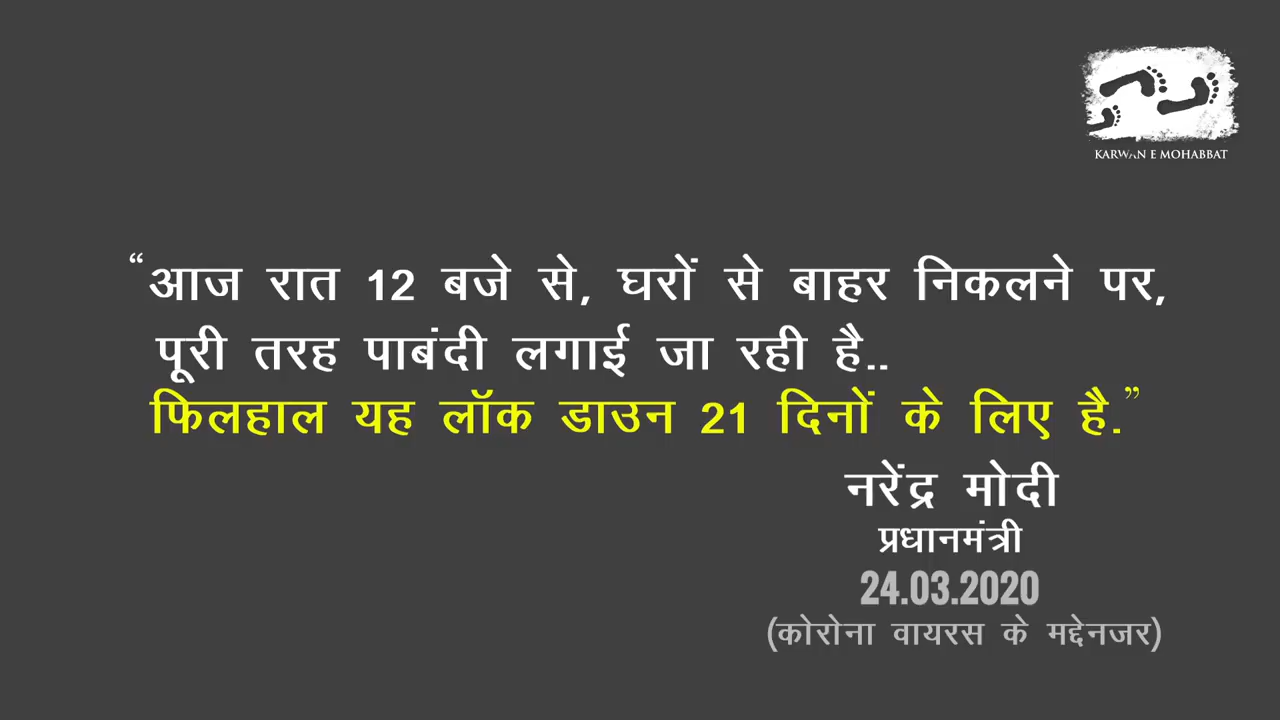 KARWAN E MOHABBAT
“आज रात 12 बजे से, घरों से बाहर निकलने पर,
पूरी तरह पाबंदी लगाई जा रही है..
फिलहाल यह लॉक डाउन 21 दिनों के लिए है.”
नरेंद्र मोदी
प्रधानमंत्री
24.03.2020
(कोरोना वायरस के मद्देनजर)